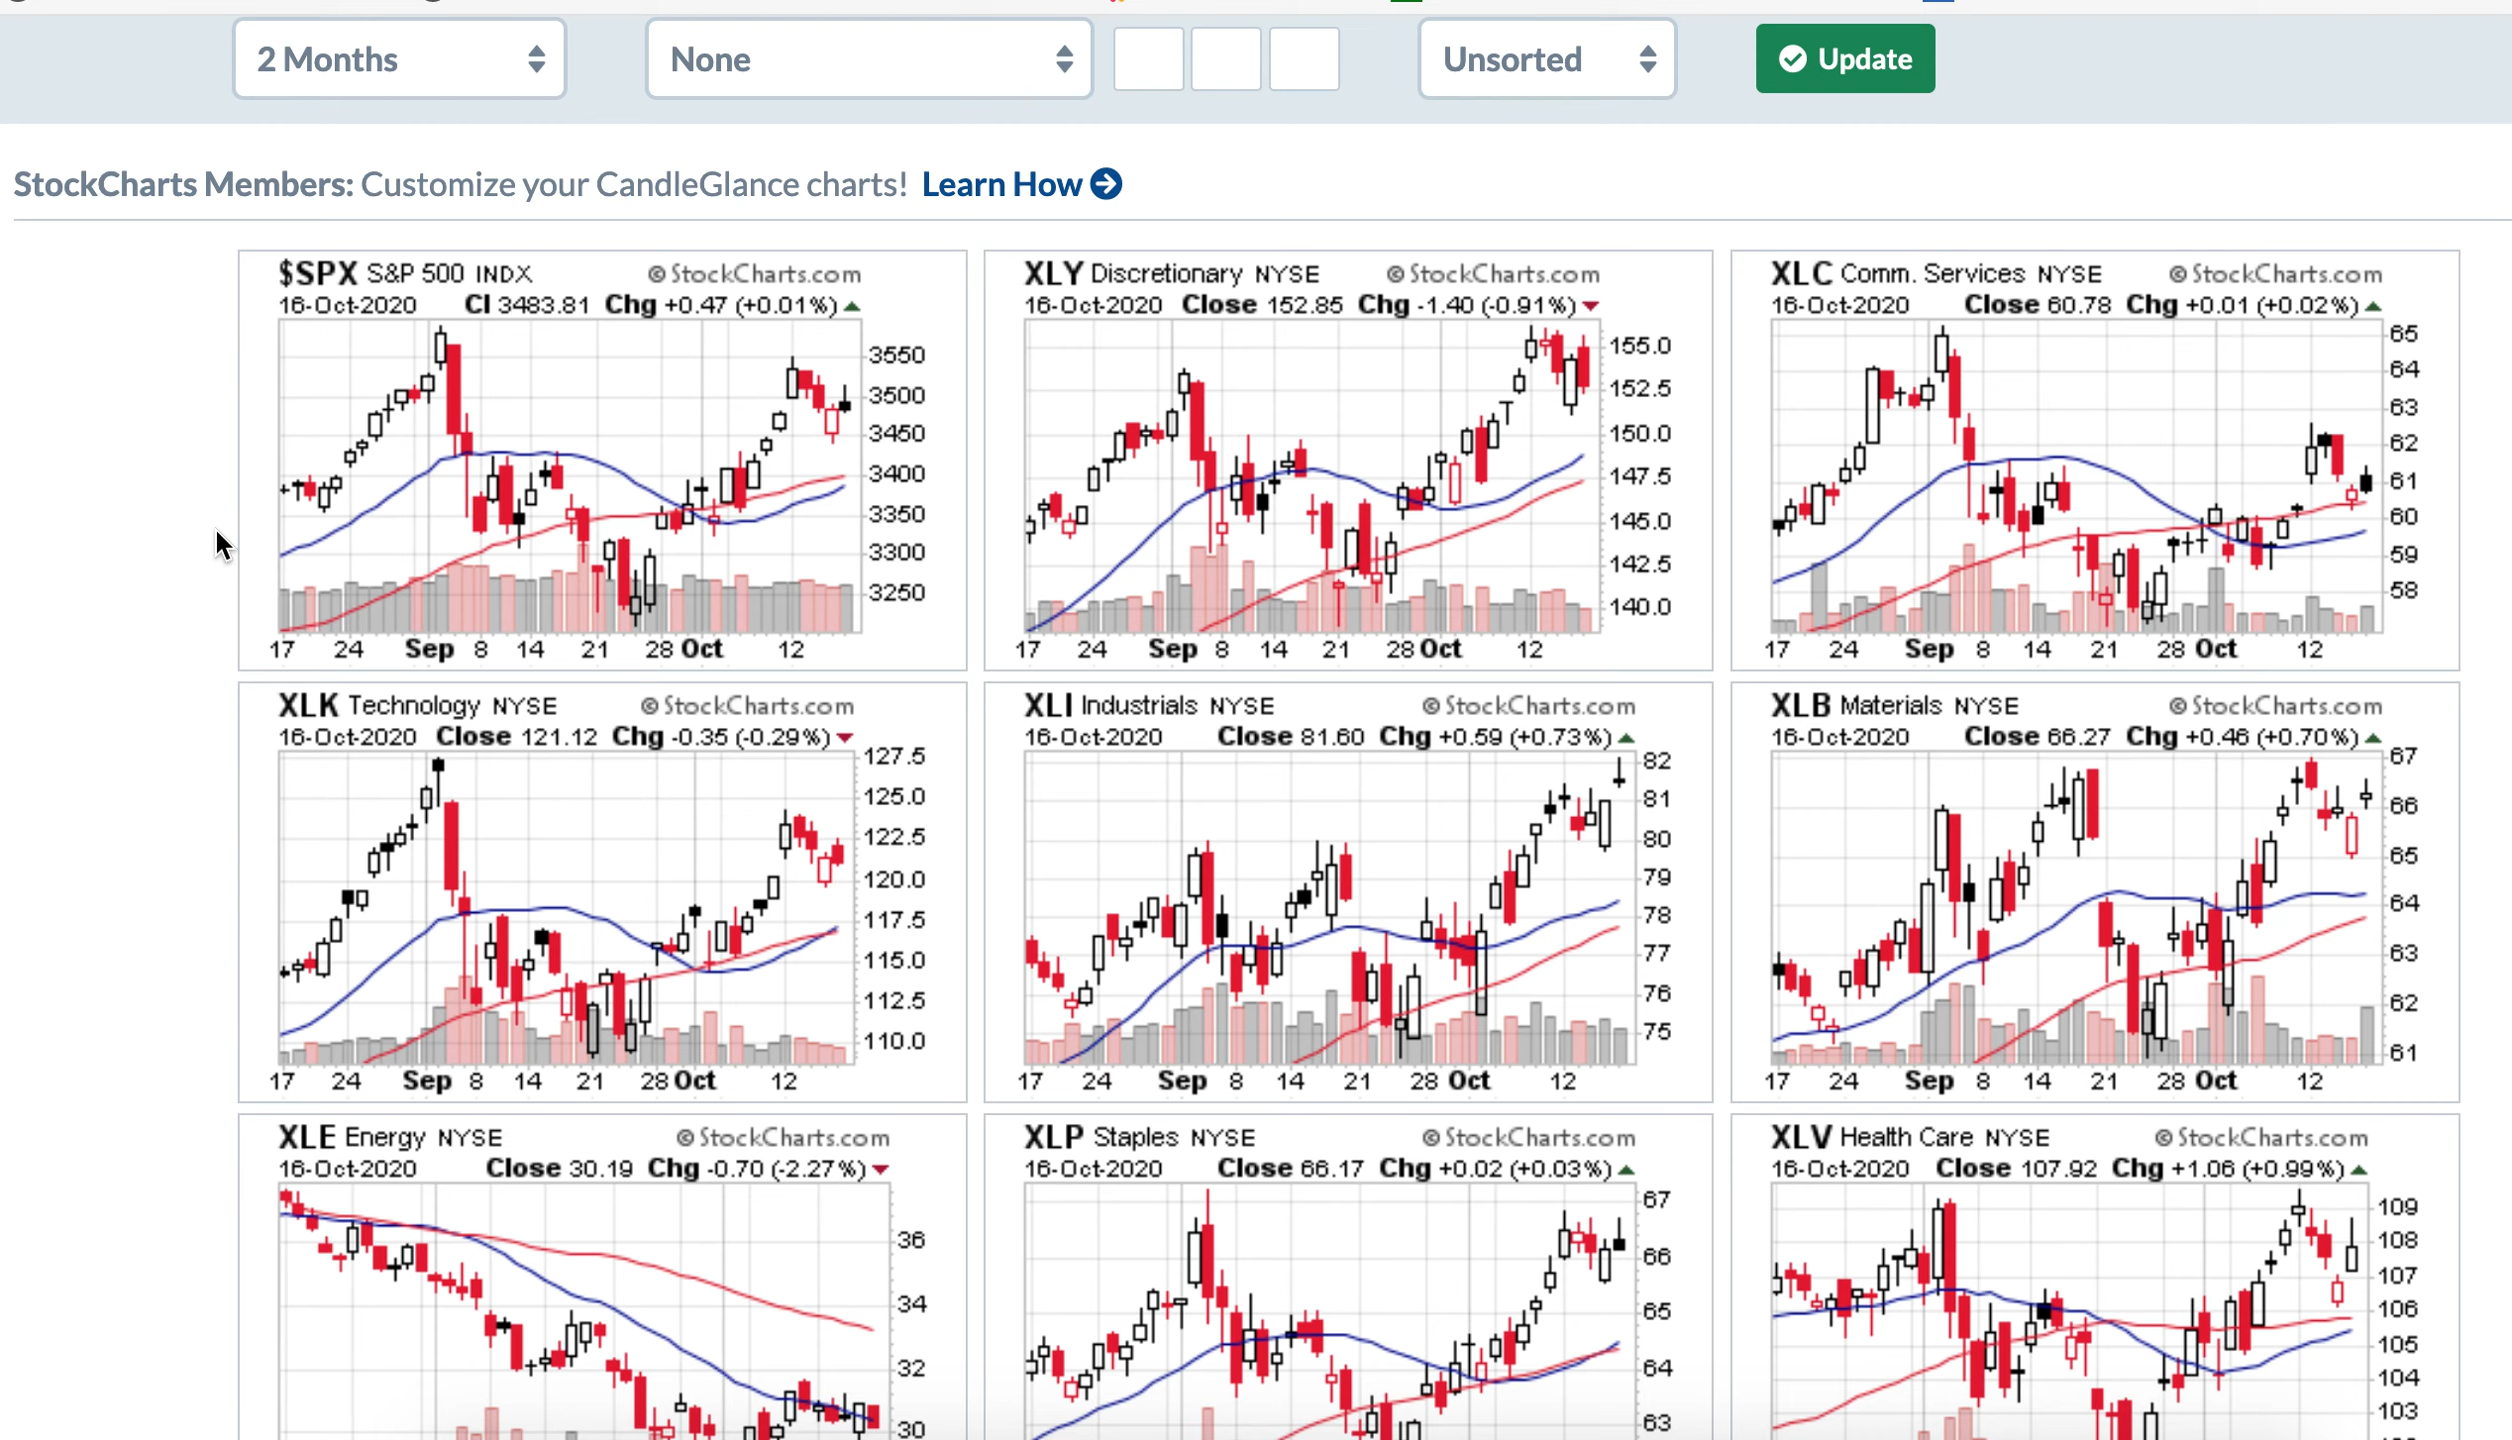 2 Months None Unsorted Update
StockCharts Members: Customize your CandleGlance charts! Learn How
$SPX S&P 500 INDX © StockCharts.com
16-Oct-2020 Cl 3483.81 Chg +0.47 (+0.01%)
3550
3500
3450
3400
3350
3300
3250
17 24 Sep 8 14 21 28 Oct 12
XLY Discretionary NYSE © StockCharts.com
16-Oct-2020 Close 152.85 Chg -1.40 (-0.91%)
155.0
152.5
150.0
147.5
145.0
142.5
140.0
17 24 Sep 8 14 21 28 Oct 12
XLC Comm. Services NYSE © StockCharts.com
16-Oct-2020 Close 60.78 Chg +0.01 (+0.02%)
65
64
63
62
61
60
59
58
17 24 Sep 8 14 21 28 Oct 12
XLK Technology NYSE © StockCharts.com
16-Oct-2020 Close 121.12 Chg -0.35 (-0.29%)
127.5
125.0
122.5
120.0
117.5
115.0
112.5
110.0
17 24 Sep 8 14 21 28 Oct 12
XLI Industrials NYSE © StockCharts.com
16-Oct-2020 Close 81.60 Chg +0.59 (+0.73%)
82
81
80
79
78
77
76
75
17 24 Sep 8 14 21 28 Oct 12
XLB Materials NYSE © StockCharts.com
16-Oct-2020 Close 66.27 Chg +0.46 (+0.70%)
67
66
65
64
63
62
61
17 24 Sep 8 14 21 28 Oct 12
XLE Energy NYSE © StockCharts.com
16-Oct-2020 Close 30.19 Chg -0.70 (-2.27%)
36
34
32
30
XLP Staples NYSE © StockCharts.com
16-Oct-2020 Close 66.17 Chg +0.02 (+0.03%)
67
66
65
64
63
XLV Health Care NYSE © StockCharts.com
16-Oct-2020 Close 107.92 Chg +1.06 (+0.99%)
109
108
107
106
105
104
103